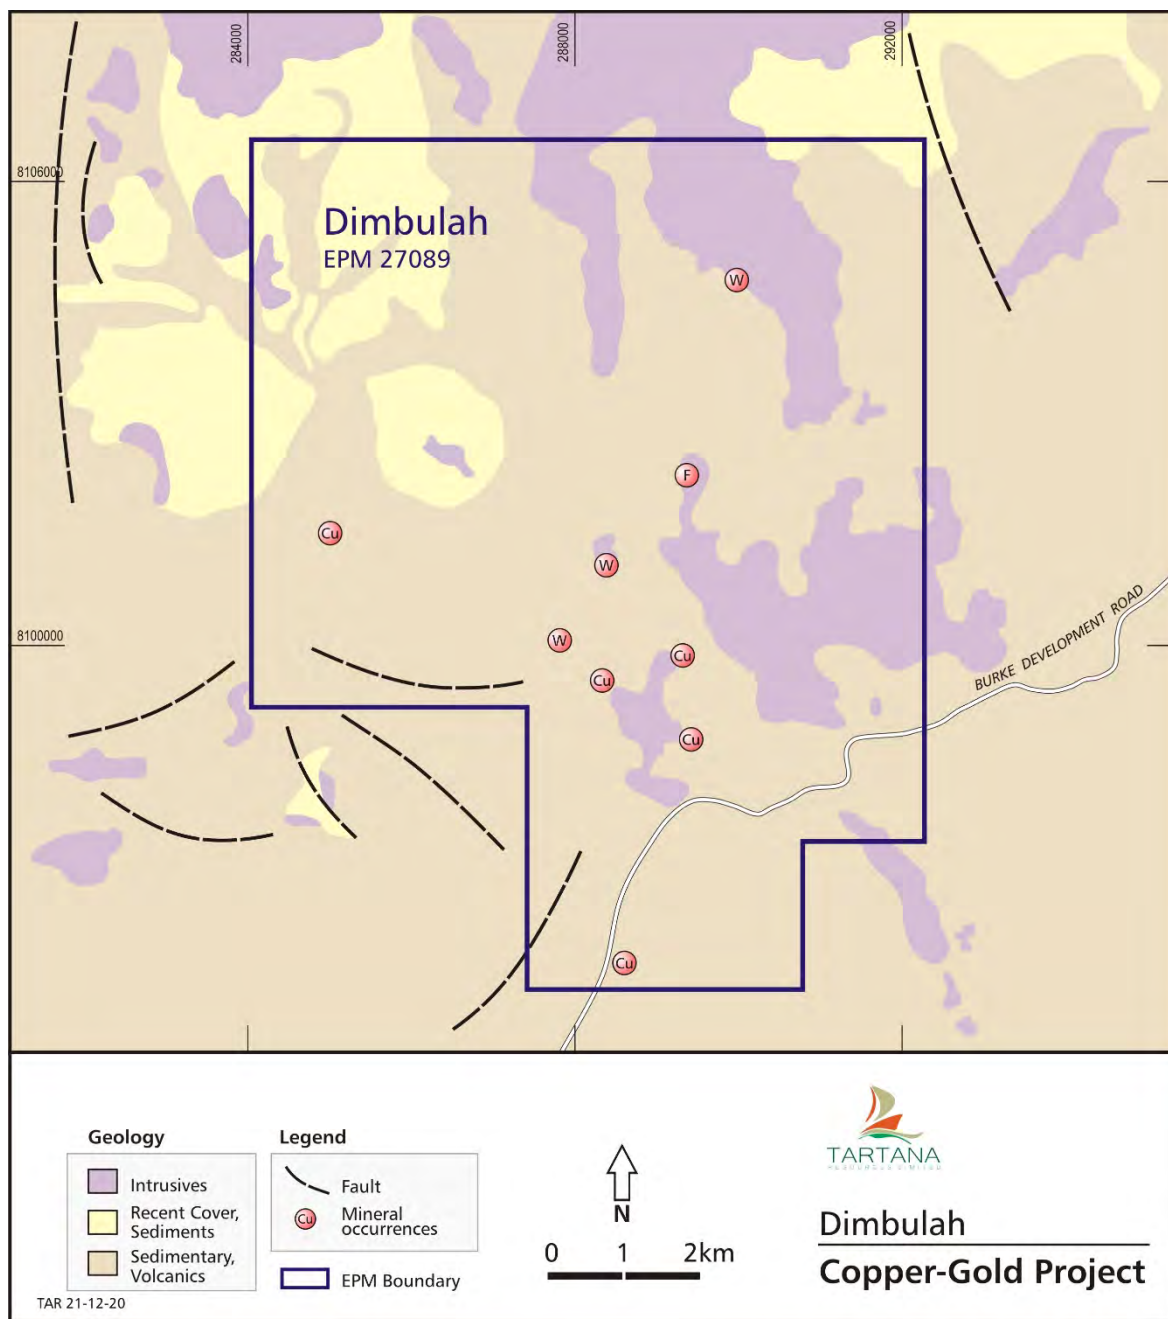 284000
288000
292000
8106000
Dimbulah
EPM 27089
W
F
Cu
W
8100000
W
Cu
Cu
Cu
BURKE DEVELOPMENT ROAD
Cu
Geology
Intrusives
Recent Cover,
Sediments
Sedimentary,
Volcanics
TAR 21-12-20
Legend
Fault
Cu
Mineral
occurrences
EPM Boundary
N
0 1 2km
TARTANA
RESOURCES LIMITED
Dimbulah
Copper-Gold Project